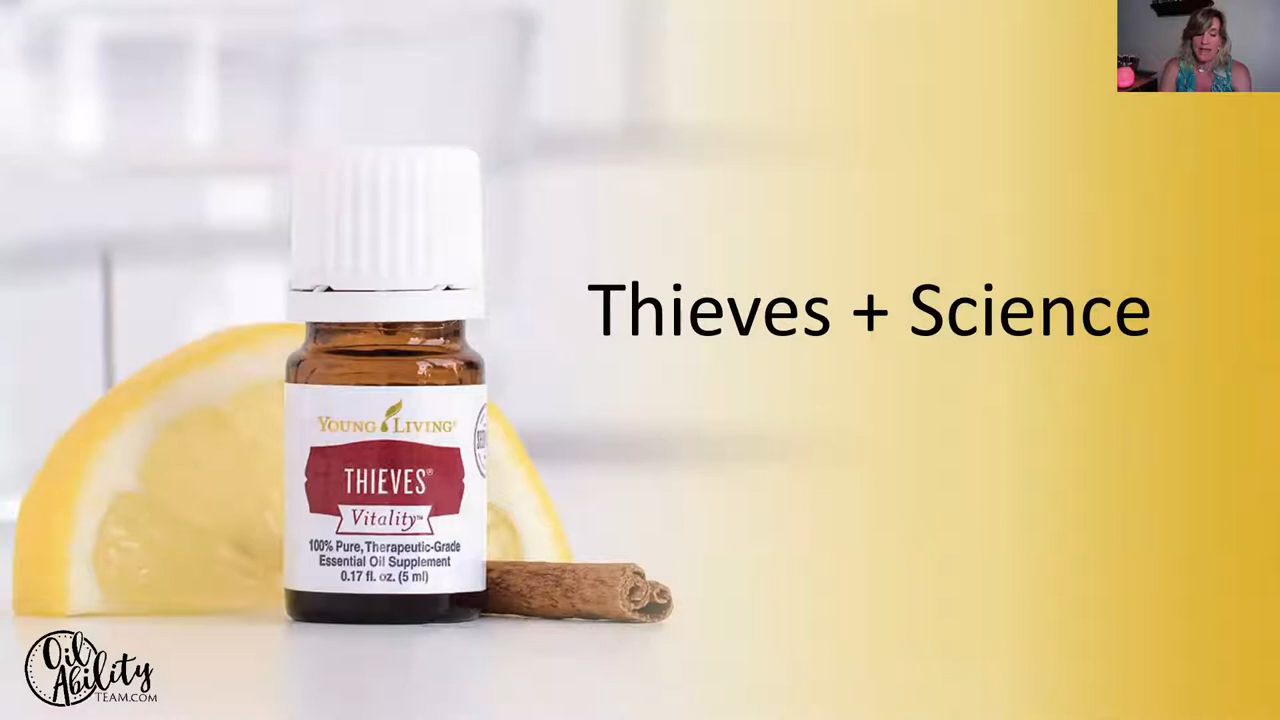 Thieves + Science
YOUNG LIVING®
THIEVES®
Vitality™
100% Pure, Therapeutic-Grade
Essential Oil Supplement
0.17 fl. oz. (5 ml)
Oil
Ability
TEAM.COM